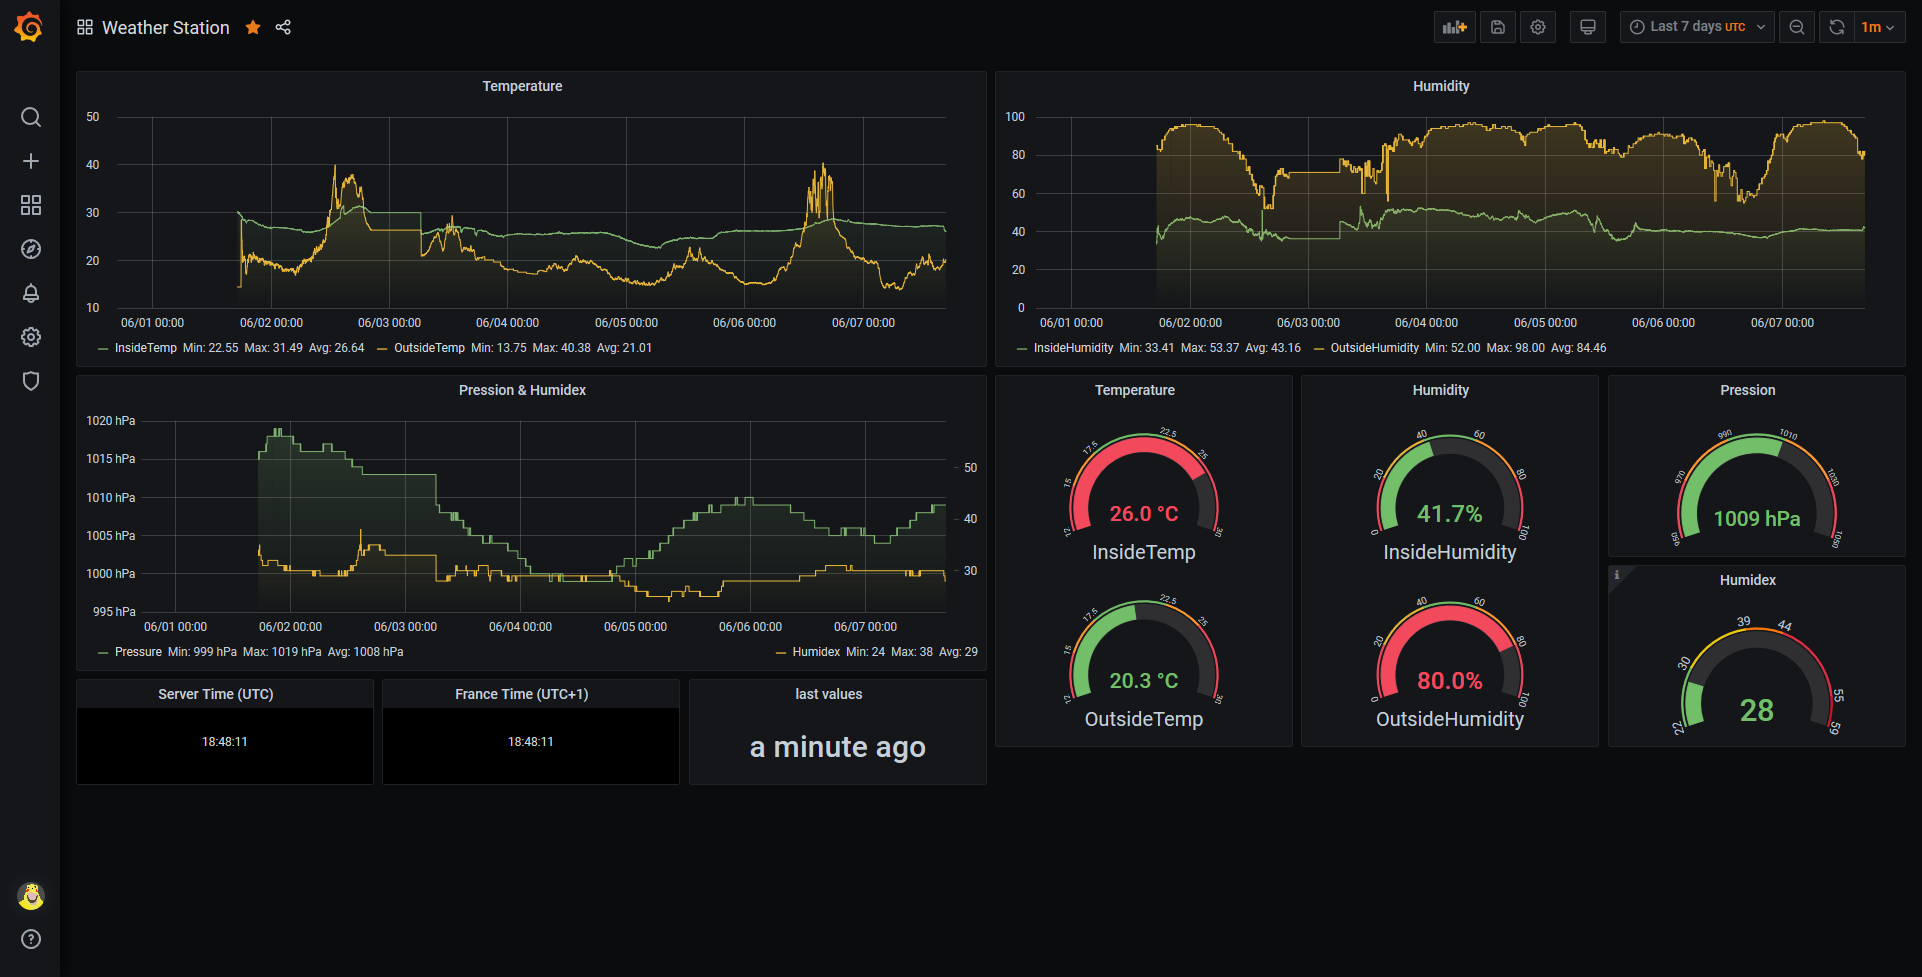 Weather Station
Last 7 days UTC
1m
Temperature
50
40
30
20
10
06/01 00:00 06/02 00:00 06/03 00:00 06/04 00:00 06/05 00:00 06/06 00:00 06/07 00:00
InsideTemp Min: 22.55 Max: 31.49 Avg: 26.64 OutsideTemp Min: 13.75 Max: 40.38 Avg: 21.01
Humidity
100
80
60
40
20
0
06/01 00:00 06/02 00:00 06/03 00:00 06/04 00:00 06/05 00:00 06/06 00:00 06/07 00:00
InsideHumidity Min: 33.41 Max: 53.37 Avg: 43.16 OutsideHumidity Min: 52.00 Max: 98.00 Avg: 84.46
Pression & Humidex
1020 hPa
1015 hPa
1010 hPa
1005 hPa
1000 hPa
995 hPa
50
40
30
06/01 00:00 06/02 00:00 06/03 00:00 06/04 00:00 06/05 00:00 06/06 00:00 06/07 00:00
Pressure Min: 999 hPa Max: 1019 hPa Avg: 1008 hPa Humidex Min: 24 Max: 38 Avg: 29
Temperature
15 17.5 22.5 25 30
26.0 °C
InsideTemp
15 17.5 22.5 25 30
20.3 °C
OutsideTemp
Humidity
0 20 40 60 80 100
41.7%
InsideHumidity
0 20 40 60 80 100
80.0%
OutsideHumidity
Pression
950 970 990 1010 1030 1050
1009 hPa
i
Humidex
22 30 39 44 55 59
28
Server Time (UTC)
18:48:11
France Time (UTC+1)
18:48:11
last values
a minute ago